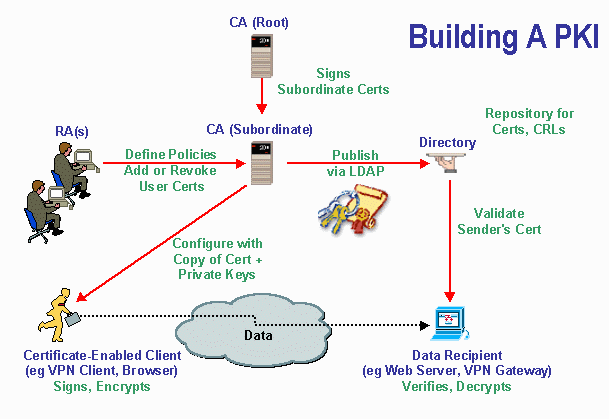 CA (Root)
Building A PKI
Signs
Subordinate Certs
RA(s)
CA (Subordinate)
Repository for
Certs, CRLs
Directory
Define Policies
Add or Revoke
User Certs
Publish
via LDAP
Validate
Sender's Cert
Configure with
Copy of Cert +
Private Keys
Data
Certificate-Enabled Client
(eg VPN Client, Browser)
Signs, Encrypts
Data Recipient
(eg Web Server, VPN Gateway)
Verifies, Decrypts